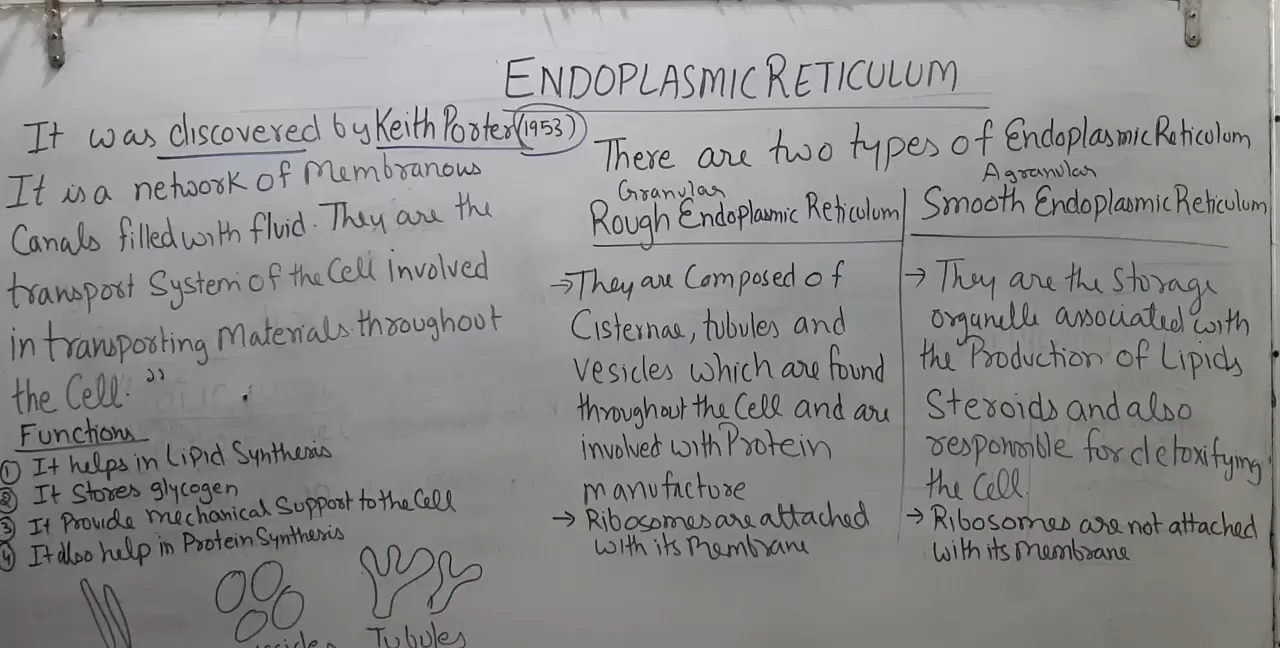 ENDOPLASMIC RETICULUM
It was discovered by Keith Porter (1953)
It is a network of Membranous
Canals filled with fluid. They are the
transport System of the Cell involved
in transporting Materials throughout
the Cell. "
Functions
① It helps in Lipid Synthesis
② It Stores glycogen
③ It Provide mechanical Support to the Cell
④ It also help in Protein Synthesis
Tubules
There are two types of Endoplasmic Reticolum
Granular
Rough Endoplasmic Reticulum
→ They are Composed of
Cisternae, tubules and
vesicles which are found
throughout the Cell and are
involved with Protein
manufacture
→ Ribosomes are attached
with its membrane
Agranular
Smooth Endoplasmic Reticulum
→ They are the Storage
organelle associated with
the Production of Lipids
Steroids and also
responsible for detoxifying
the Cell.
→ Ribosomes are not attached
with its membrane